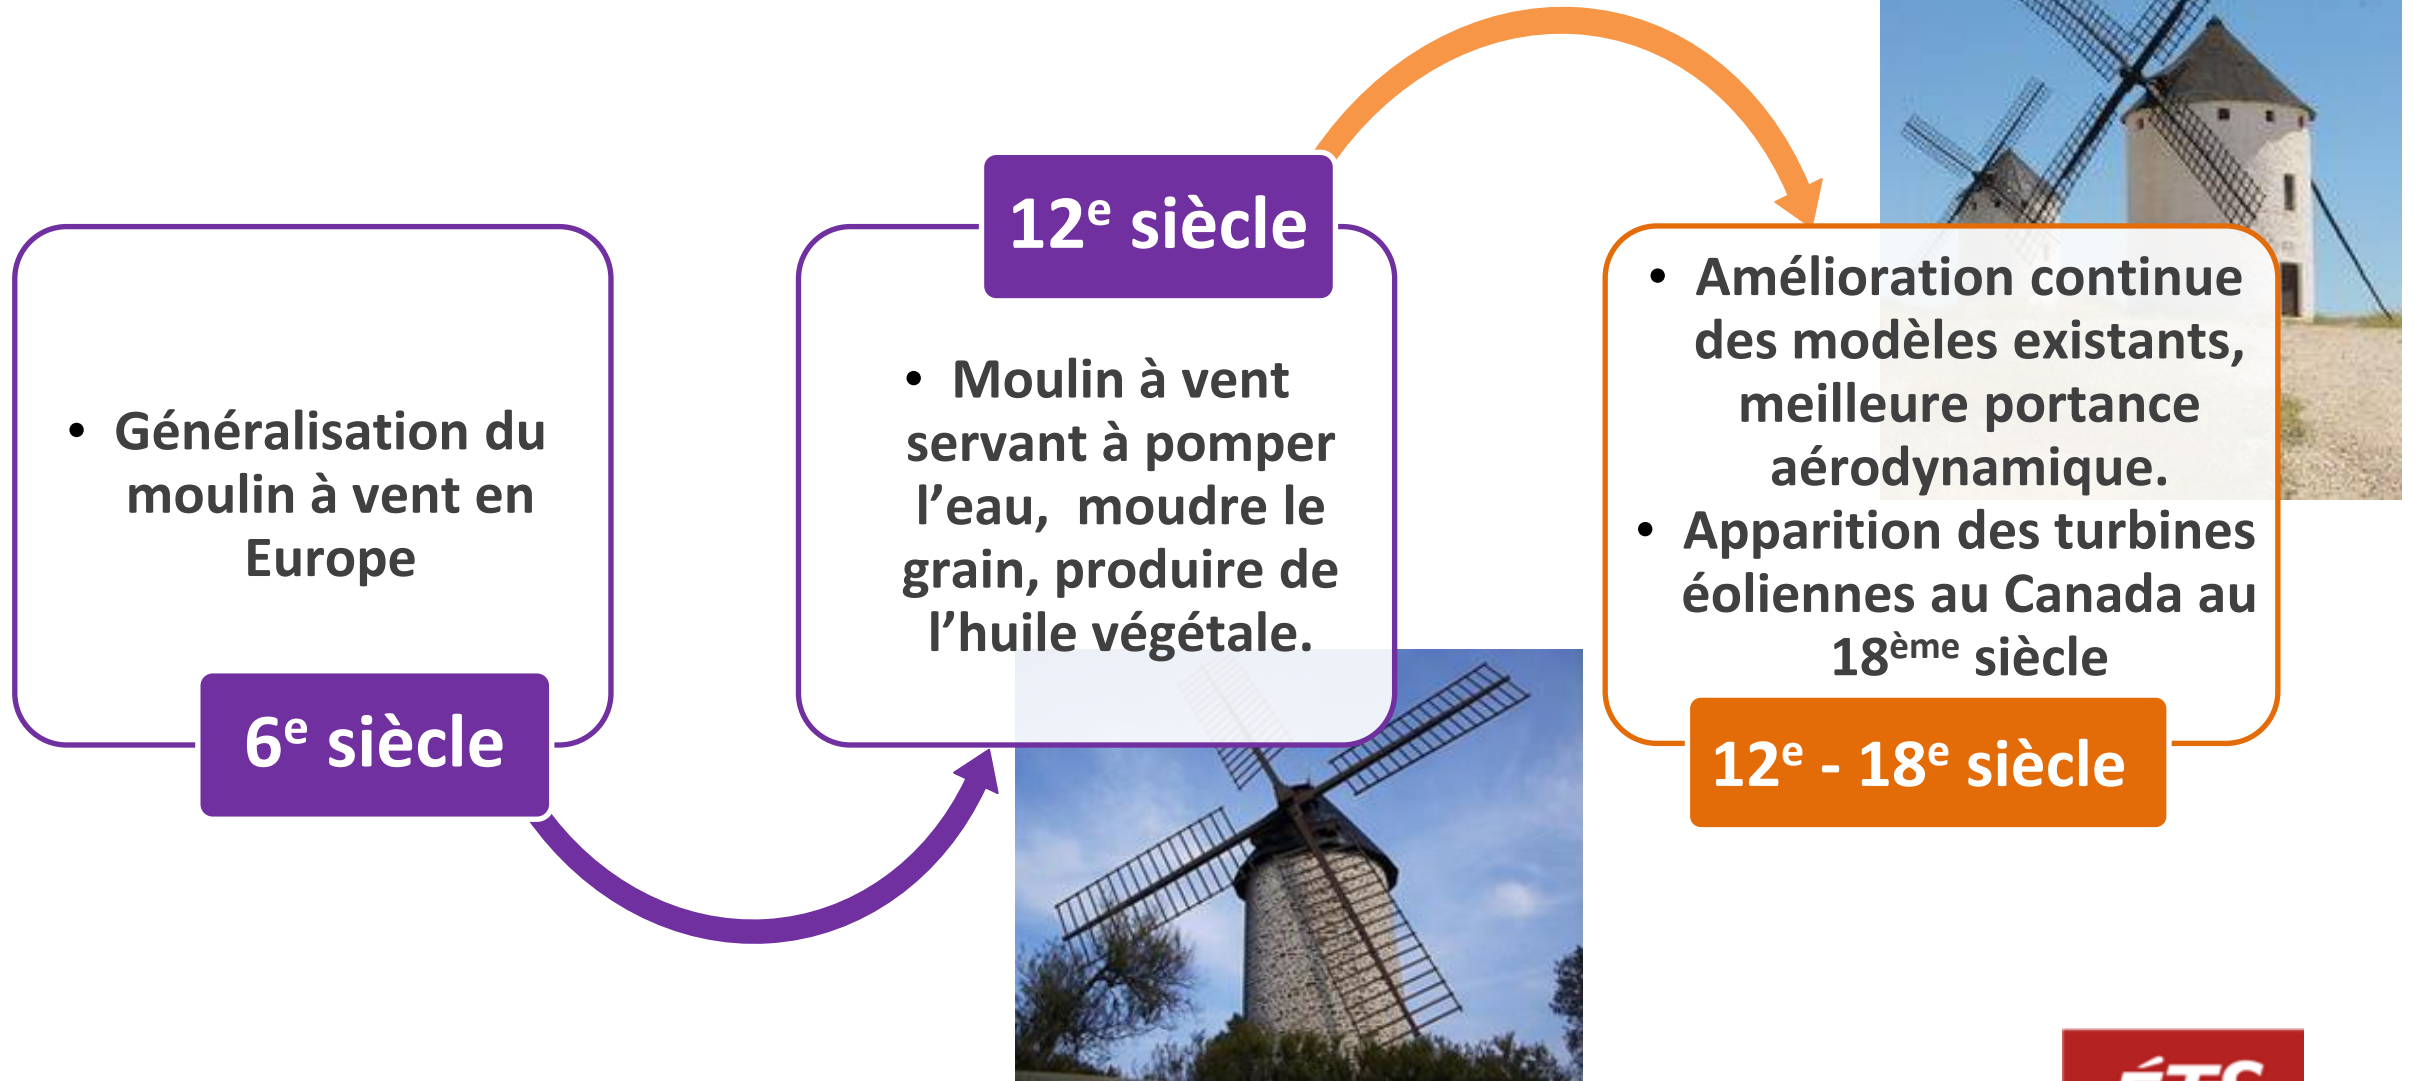 • Généralisation du
moulin à vent en
Europe
6e siècle
12e siècle
• Moulin à vent
servant à pomper
l’eau, moudre le
grain, produire de
l’huile végétale.
• Amélioration continue
des modèles existants,
meilleure portance
aérodynamique.
• Apparition des turbines
éoliennes au Canada au
18ème siècle
12e - 18e siècle
ÉTS